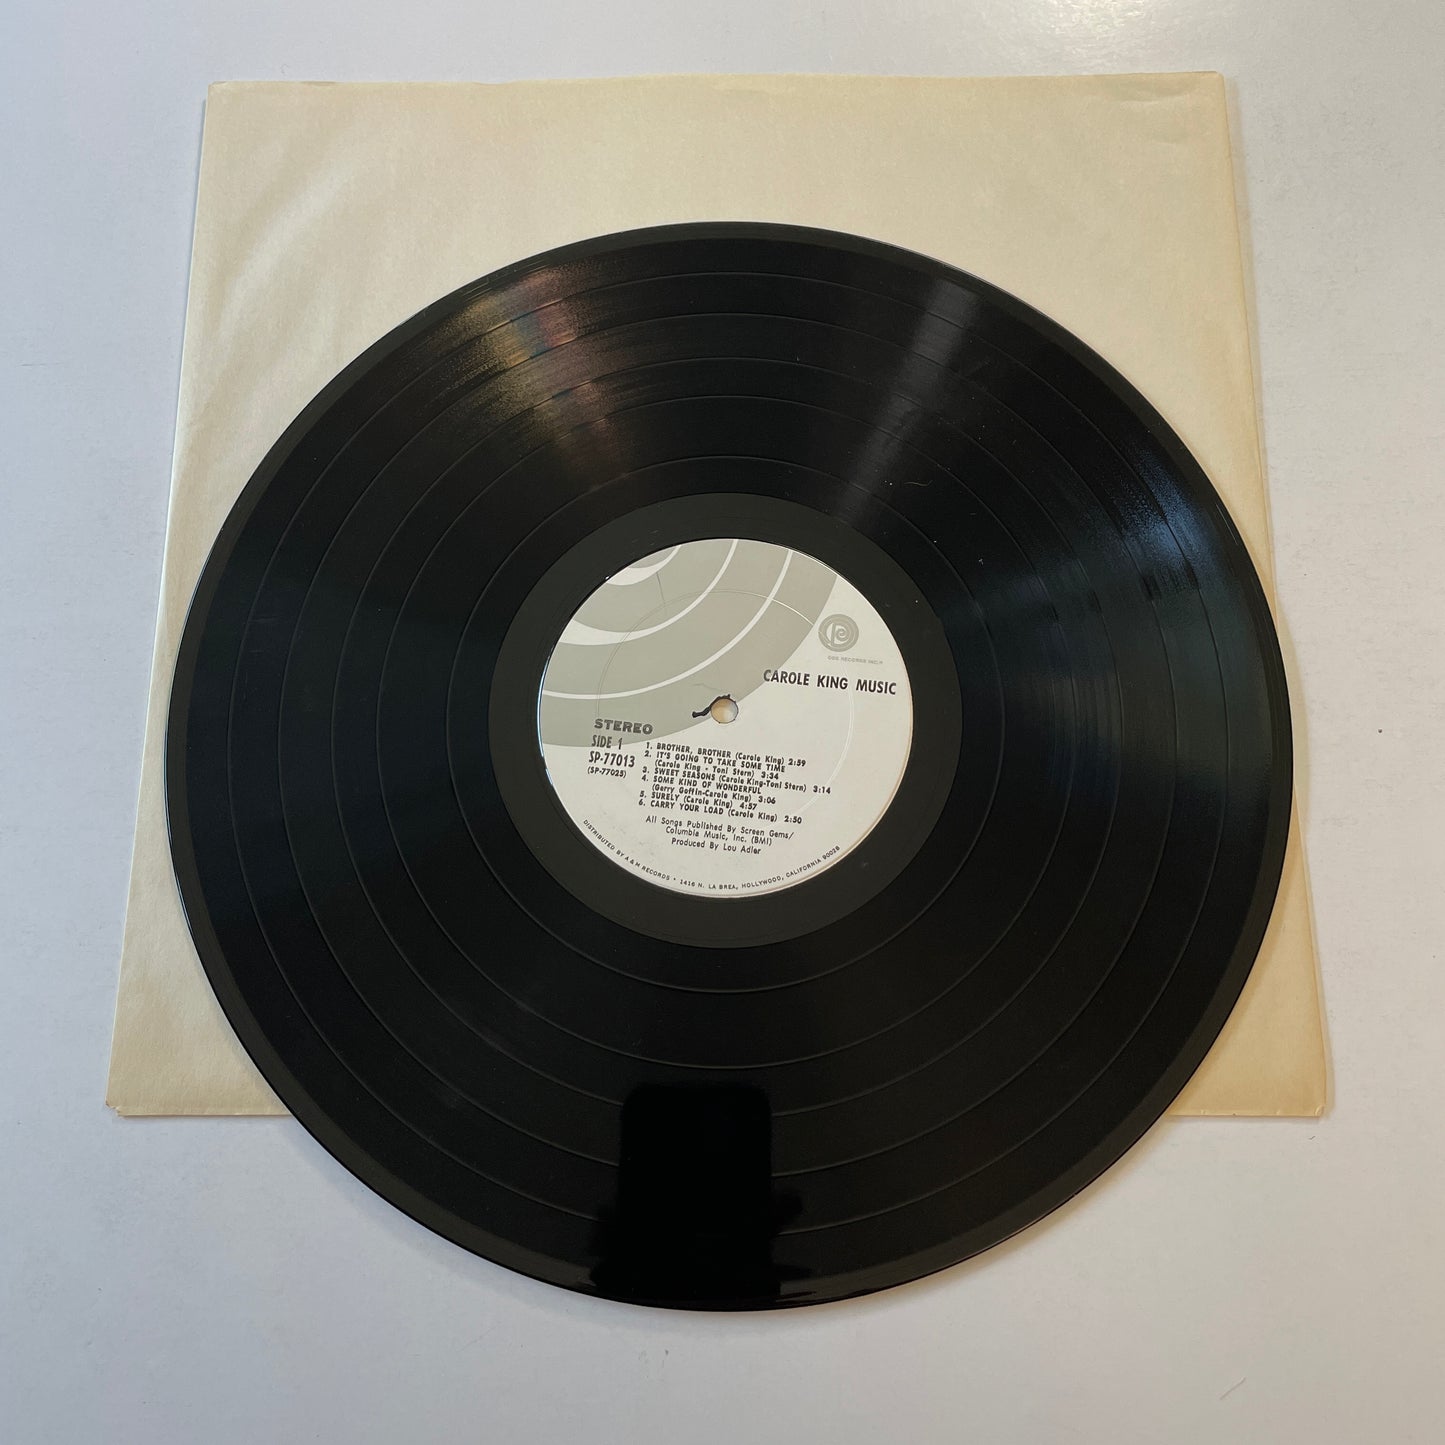 ODE RECORDS INC.
CAROLE KING MUSIC
STEREO
SIDE 1
SP-77013
(SP-77025)
1. BROTHER, BROTHER (Carole King) 2:59
2. IT'S GOING TO TAKE SOME TIME
(Carole King - Toni Stern) 3:34
3. SWEET SEASONS (Carole King-Toni Stern) 3:14
4. SOME KIND OF WONDERFUL
(Gerry Goffin-Carole King) 3:06
5. SURELY (Carole King) 4:57
6. CARRY YOUR LOAD (Carole King) 2:50
All Songs Published By Screen Gems/
Columbia Music, Inc. (BMI)
Produced By Lou Adler
DISTRIBUTED BY A & M RECORDS • 1416 N. LA BREA, HOLLYWOOD, CALIFORNIA 90028